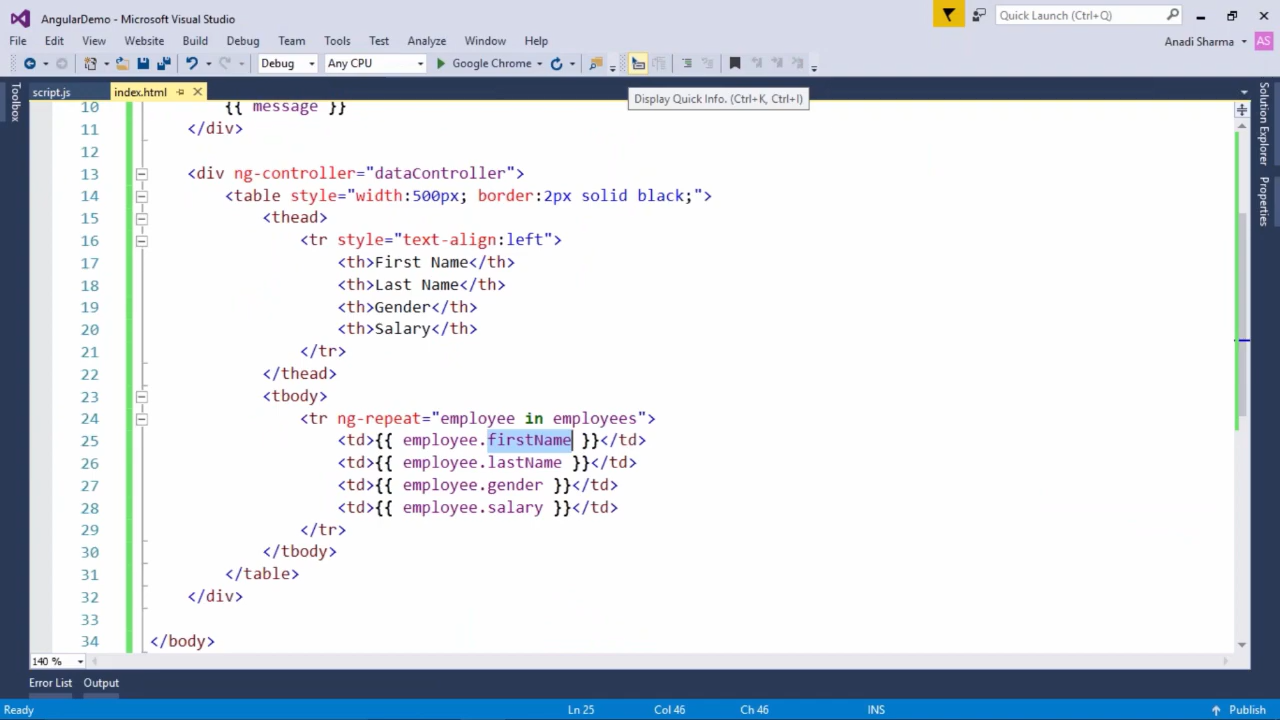 AngularDemo - Microsoft Visual Studio
Quick Launch (Ctrl+Q)
File Edit View Website Build Debug Team Tools Test Analyze Window Help
Anadi Sharma AS
Debug Any CPU Google Chrome
script.js index.html
Display Quick Info. (Ctrl+K, Ctrl+I)
Toolbox
Solution Explorer
Properties
10 {{ message }}
11 </div>
12
13 <div ng-controller="dataController">
14 <table style="width:500px; border:2px solid black;">
15 <thead>
16 <tr style="text-align:left">
17 <th>First Name</th>
18 <th>Last Name</th>
19 <th>Gender</th>
20 <th>Salary</th>
21 </tr>
22 </thead>
23 <tbody>
24 <tr ng-repeat="employee in employees">
25 <td>{{ employee.firstName }}</td>
26 <td>{{ employee.lastName }}</td>
27 <td>{{ employee.gender }}</td>
28 <td>{{ employee.salary }}</td>
29 </tr>
30 </tbody>
31 </table>
32 </div>
33
34 </body>
140 %
Error List Output
Ready Ln 25 Col 46 Ch 46 INS Publish